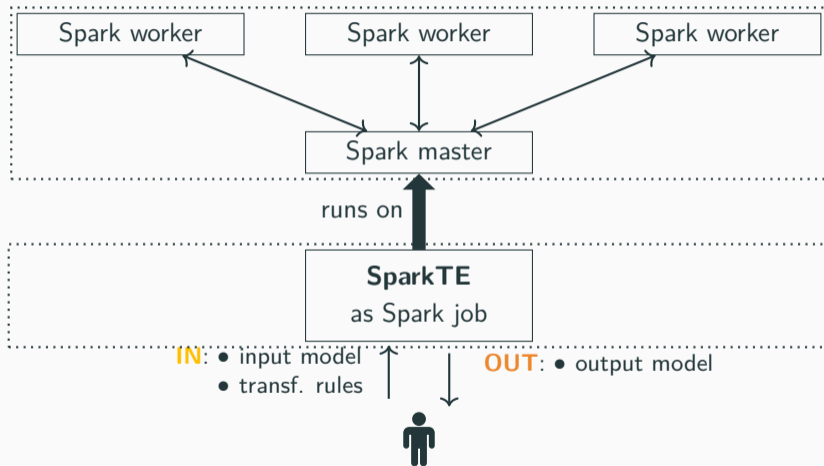 Spark worker Spark worker Spark worker
Spark master
runs on
SparkTE
as Spark job
IN: • input model
• transf. rules
OUT: • output model